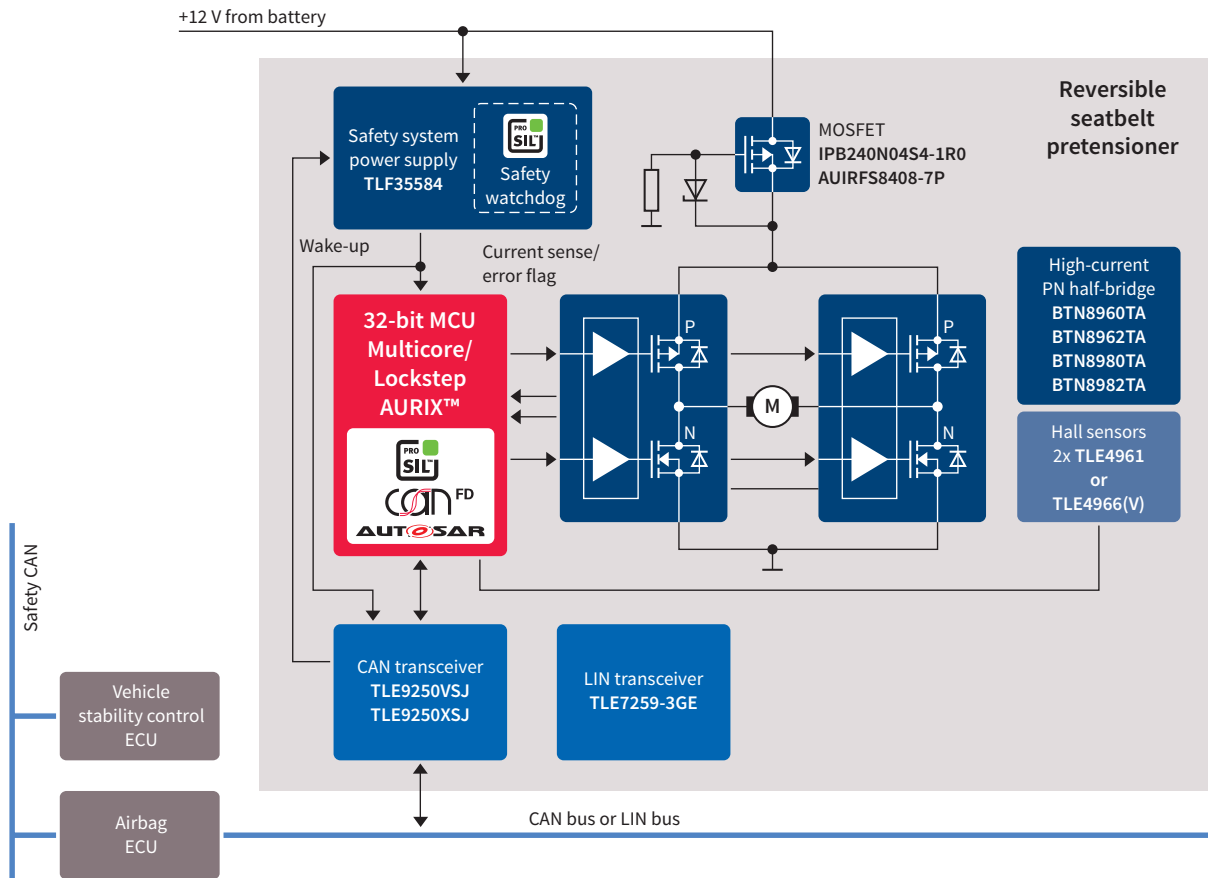 +12 V from battery
Reversible
seatbelt
pretensioner
Safety system
power supply
TLF35584
PRO
SIL™
Safety
watchdog
MOSFET
IPB240N04S4-1R0
AUIRFS8408-7P
Wake-up
Current sense/
error flag
32-bit MCU
Multicore/
Lockstep
AURIX™
PRO
SIL™
CAN FD
AUTOSAR
P
N
M
P
N
High-current
PN half-bridge
BTN8960TA
BTN8962TA
BTN8980TA
BTN8982TA
Hall sensors
2x TLE4961
or
TLE4966(V)
Safety CAN
CAN transceiver
TLE9250VSJ
TLE9250XSJ
LIN transceiver
TLE7259-3GE
Vehicle
stability control
ECU
Airbag
ECU
CAN bus or LIN bus